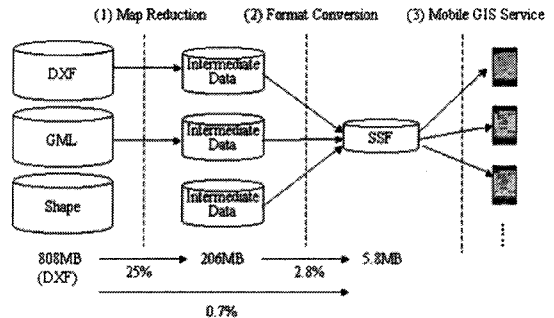 (1) Map Reduction
(2) Format Conversion
(3) Mobile GIS Service
DXF
Intermediate
Data
GML
Intermediate
Data
SSF
Shape
Intermediate
Data
808MB
(DXF)
25%
206MB
2.8%
5.8MB
0.7%